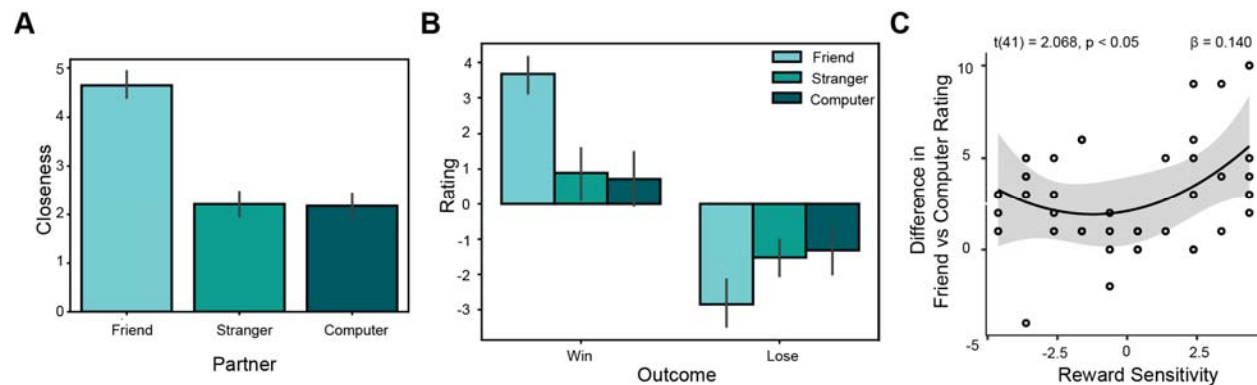 A
Closeness
5
4
3
2
1
0
Friend
Stranger
Computer
Partner
B
Rating
4
3
2
1
0
-1
-2
-3
Friend
Stranger
Computer
Win
Lose
Outcome
C
t(41) = 2.068, p < 0.05
β = 0.140
Difference in
Friend vs Computer Rating
10
5
0
-5
-2.5
0
2.5
Reward Sensitivity